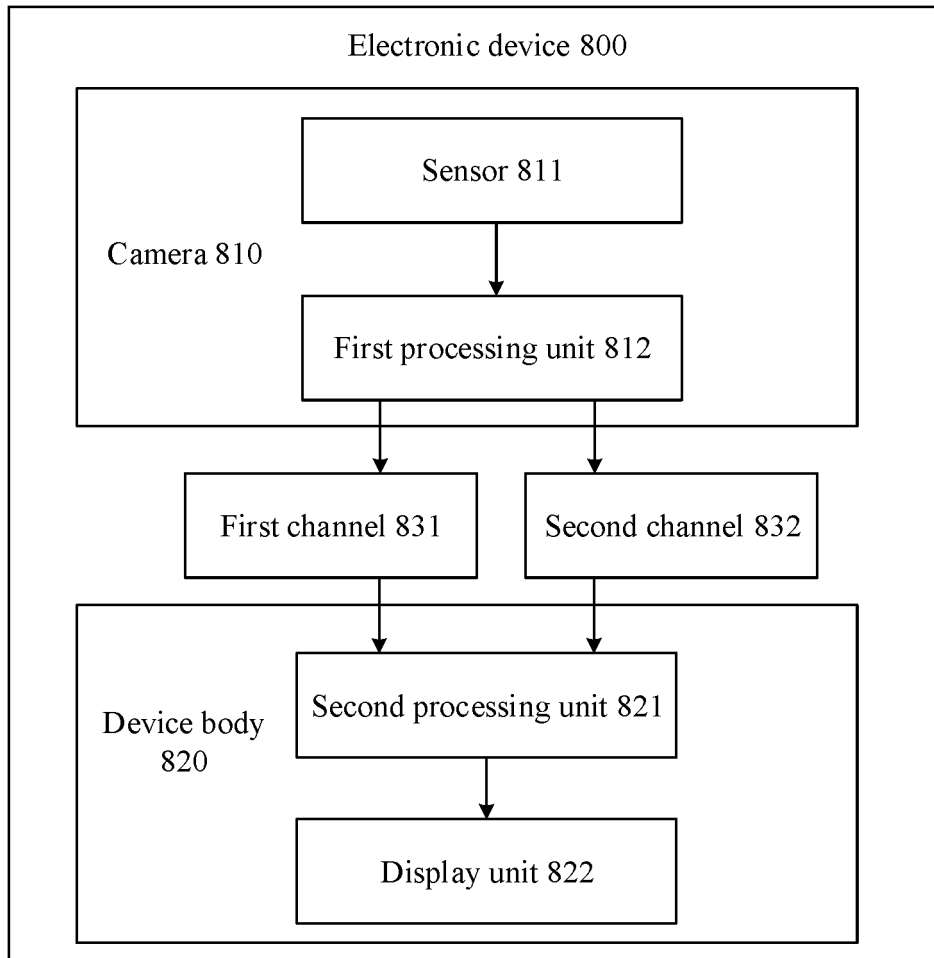 Electronic device 800
Sensor 811
Camera 810
First processing unit 812
First channel 831
Second channel 832
Second processing unit 821
Device body
820
Display unit 822